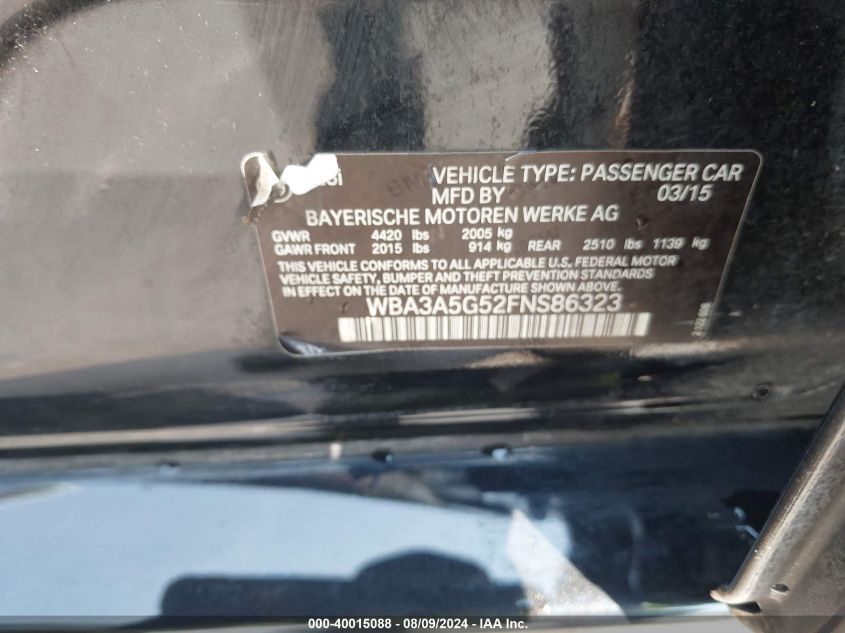 VEHICLE TYPE: PASSENGER CAR
MFD BY 03/15
BAYERISCHE MOTOREN WERKE AG
GVWR 4420 lbs 2005 kg
GAWR FRONT 2015 lbs 914 kg REAR 2510 lbs 1139 kg
THIS VEHICLE CONFORMS TO ALL APPLICABLE U.S. FEDERAL MOTOR
VEHICLE SAFETY, BUMPER AND THEFT PREVENTION STANDARDS
IN EFFECT ON THE DATE OF MANUFACTURE SHOWN ABOVE.
WBA3A5G52FNS86323
000-40015088 - 08/09/2024 - IAA Inc.